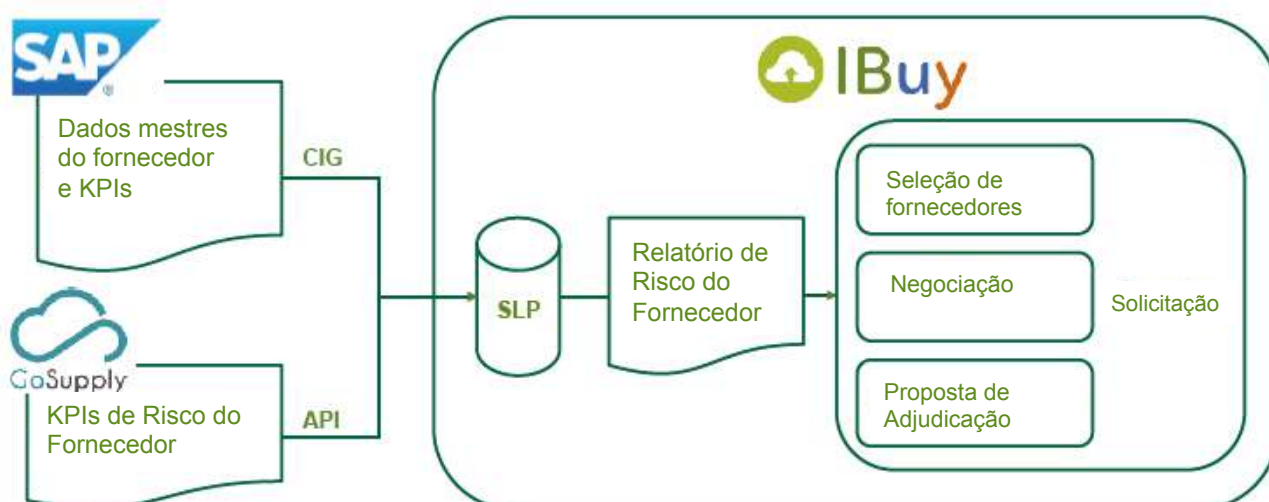 SAP
®
Dados mestres
do fornecedor
e KPIs
CIG
GoSupply
KPIs de Risco do
Fornecedor
API
IBuy
SLP
Relatório de
Risco do
Fornecedor
Seleção de
fornecedores
Negociação
Proposta de
Adjudicação
Solicitação